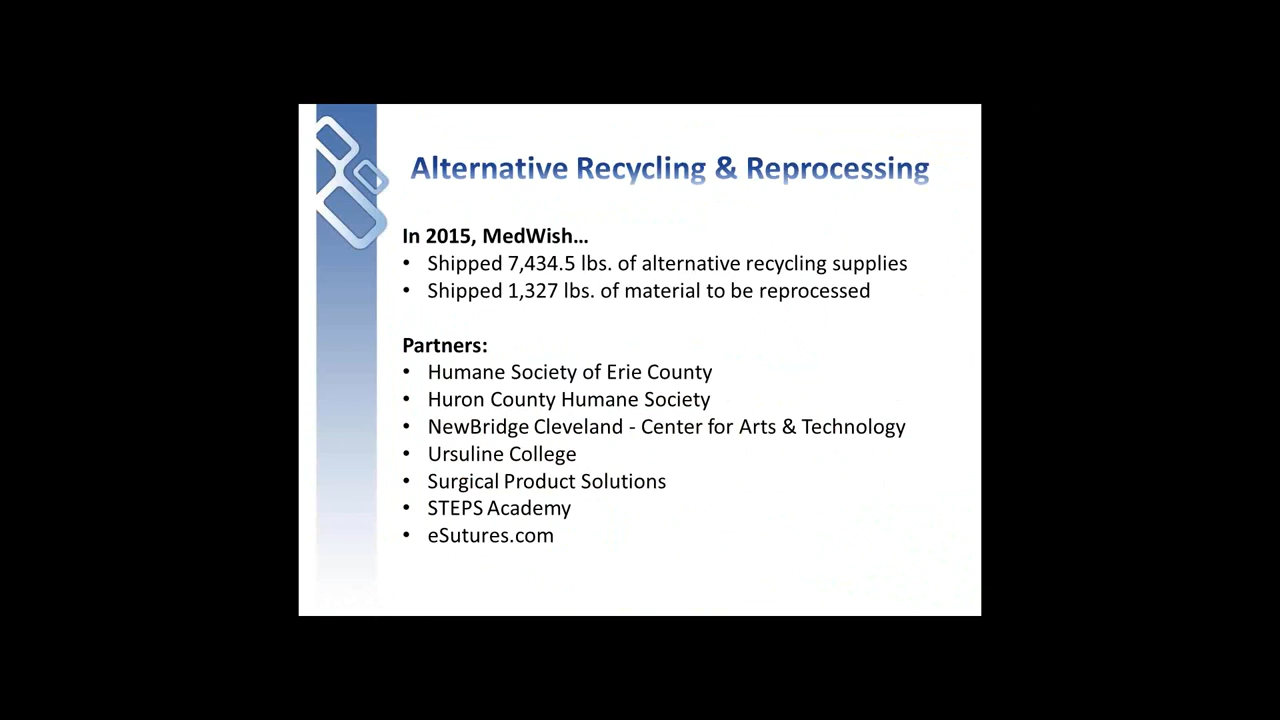 Alternative Recycling & Reprocessing
In 2015, MedWish…
• Shipped 7,434.5 lbs. of alternative recycling supplies
• Shipped 1,327 lbs. of material to be reprocessed
Partners:
• Humane Society of Erie County
• Huron County Humane Society
• NewBridge Cleveland - Center for Arts & Technology
• Ursuline College
• Surgical Product Solutions
• STEPS Academy
• eSutures.com